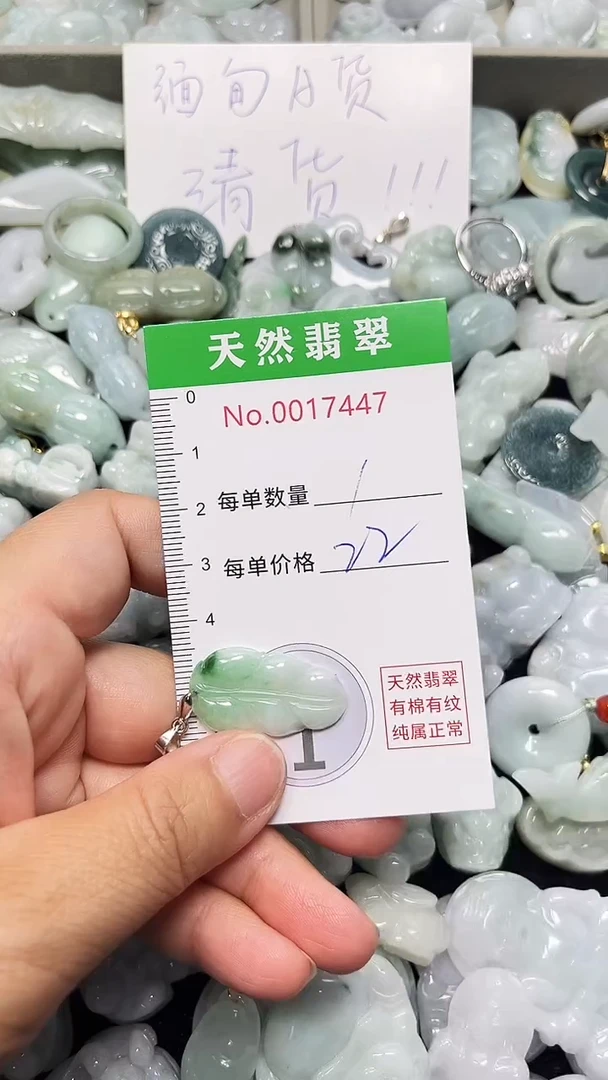 缅甸A货
清货!!!
天然翡翠
No.0017447
0
1
每单数量 1
2
每单价格 22
3
4
天然翡翠
有棉有纹
纯属正常
1